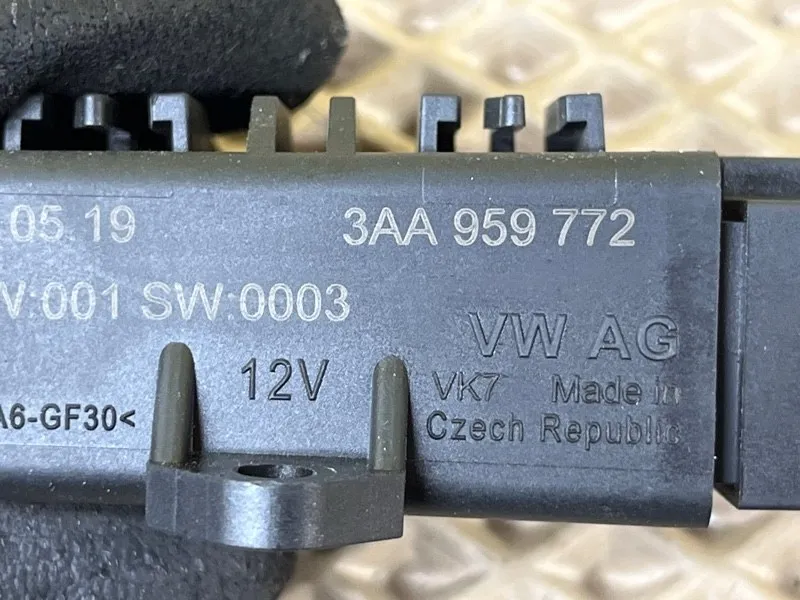 05.19 3AA 959 772
V:001 SW:0003
VW AG
12V VK7 Made in
A6-GF30< Czech Republic